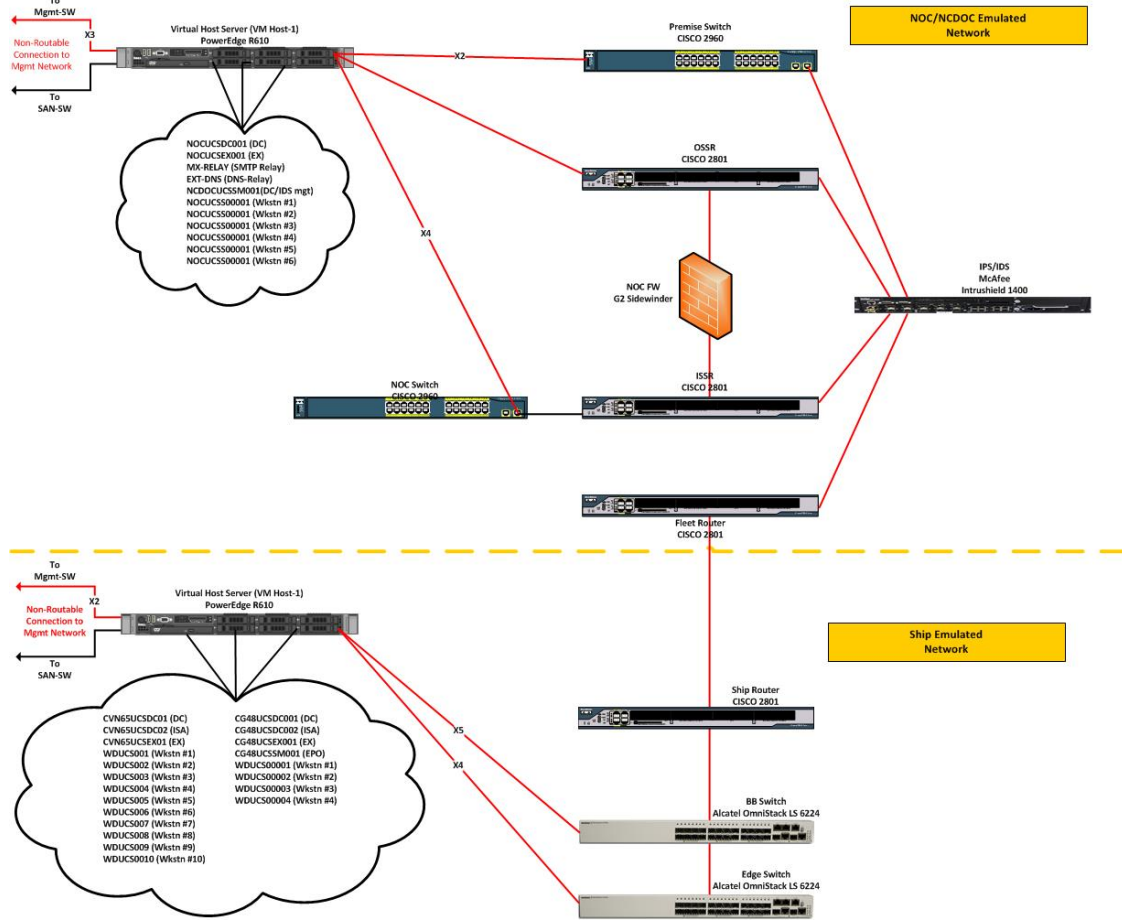 To
Mgmt-SW
X3
Non-Routable
Connection to
Mgmt Network
To
SAN-SW
Virtual Host Server (VM Host-1)
PowerEdge R610
X2
Premise Switch
CISCO 2960
NOC/NCDOC Emulated
Network
NOCUCSDC001 (DC)
NOCUCSEX001 (EX)
MX-RELAY (SMTP Relay)
EXT-DNS (DNS-Relay)
NCDOCUCSSM001(DC/IDS mgt)
NOCUCSS00001 (Wkstn #1)
NOCUCSS00001 (Wkstn #2)
NOCUCSS00001 (Wkstn #3)
NOCUCSS00001 (Wkstn #4)
NOCUCSS00001 (Wkstn #5)
NOCUCSS00001 (Wkstn #6)
X4
OSSR
CISCO 2801
NOC FW
G2 Sidewinder
IPS/IDS
McAfee
Intrushield 1400
NOC Switch
CISCO 2960
ISSR
CISCO 2801
Fleet Router
CISCO 2801
To
Mgmt-SW
X2
Non-Routable
Connection to
Mgmt Network
To
SAN-SW
Virtual Host Server (VM Host-1)
PowerEdge R610
Ship Emulated
Network
CVN65UCSDC01 (DC)
CVN65UCSDC02 (ISA)
CVN65UCSEX01 (EX)
WDUCS001 (Wkstn #1)
WDUCS002 (Wkstn #2)
WDUCS003 (Wkstn #3)
WDUCS004 (Wkstn #4)
WDUCS005 (Wkstn #5)
WDUCS006 (Wkstn #6)
WDUCS007 (Wkstn #7)
WDUCS008 (Wkstn #8)
WDUCS009 (Wkstn #9)
WDUCS0010 (Wkstn #10)
CG48UCSDC001 (DC)
CG48UCSDC002 (ISA)
CG48UCSEX001 (EX)
CG48UCSSM001 (EPO)
WDUCS00001 (Wkstn #1)
WDUCS00002 (Wkstn #2)
WDUCS00003 (Wkstn #3)
WDUCS00004 (Wkstn #4)
X5
X4
Ship Router
CISCO 2801
BB Switch
Alcatel OmniStack LS 6224
Edge Switch
Alcatel OmniStack LS 6224